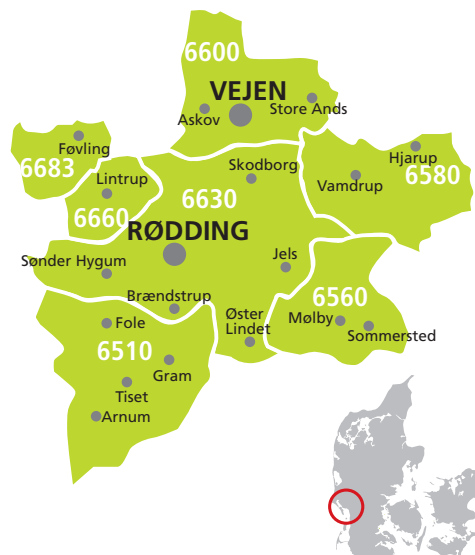 6600
VEJEN
Askov
Store Ands
Føvling
6683
Lintrup
6660
Skodborg
6630
Hjarup
6580
Vamdrup
RØDDING
Sønder Hygum
Jels
Brændstrup
Øster
Lindet
6560
Mølby
Sommersted
Fole
6510
Gram
Tiset
Arnum